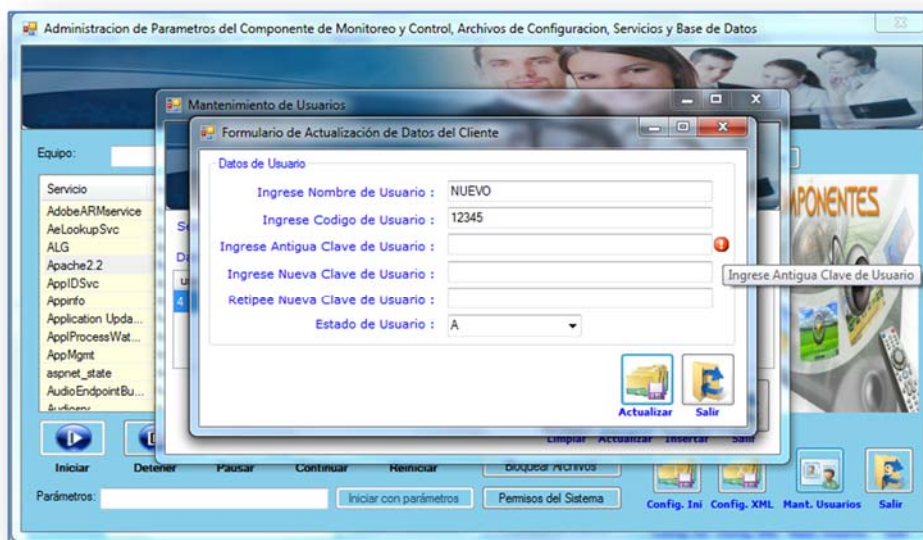 Administracion de Parametros del Componente de Monitoreo y Control, Archivos de Configuracion, Servicios y Base de Datos
Mantenimiento de Usuarios
Formulario de Actualización de Datos del Cliente
Equipo:
Datos de Usuario
Servicio
Ingrese Nombre de Usuario : NUEVO
PONENTES
AdobeARMservice
Ingrese Codigo de Usuario : 12345
AeLookupSvc
ALG
Ingrese Antigua Clave de Usuario :
Apache2.2
Ingrese Nueva Clave de Usuario :
Ingrese Antigua Clave de Usuario
AppIDSvc
4
Appinfo
Retipee Nueva Clave de Usuario :
Application Upda...
Estado de Usuario : A
ApplProcessWat...
AppMgmt
aspnet_state
AudioEndpointBu...
Audiosrv
Actualizar Salir
Limpiar Actualizar Insertar Salir
Iniciar Detener Pausar Continuar Reiniciar Bloquear Archivos
Parámetros: Iniciar con parámetros Permisos del Sistema
Config. Ini Config. XML Mant. Usuarios Salir